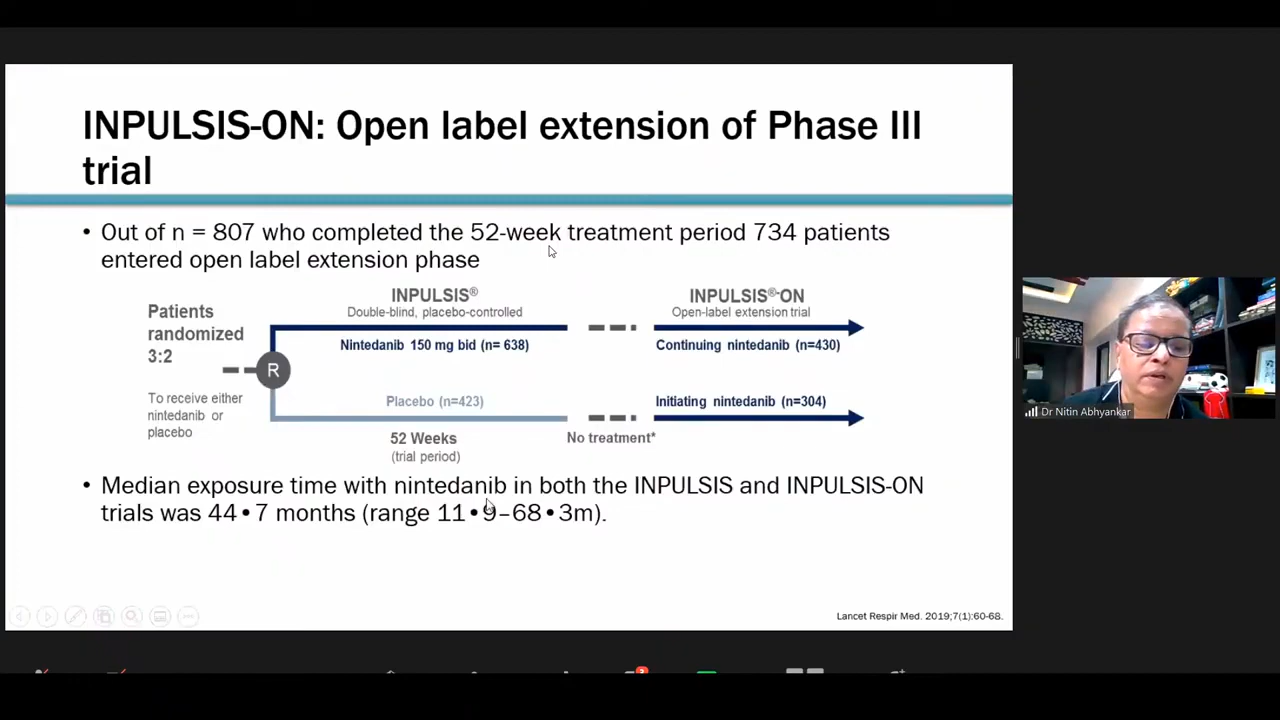 INPULSIS-ON: Open label extension of Phase III
trial
• Out of n = 807 who completed the 52-week treatment period 734 patients
entered open label extension phase
Patients
randomized
3:2
To receive either
nintedanib or
placebo
R
INPULSIS®
Double-blind, placebo-controlled
Nintedanib 150 mg bid (n= 638)
Placebo (n=423)
52 Weeks
(trial period)
No treatment*
INPULSIS®-ON
Open-label extension trial
Continuing nintedanib (n=430)
Initiating nintedanib (n=304)
• Median exposure time with nintedanib in both the INPULSIS and INPULSIS-ON
trials was 44•7 months (range 11•9–68•3m).
Lancet Respir Med. 2019;7(1):60-68.
Dr Nitin Abhyankar